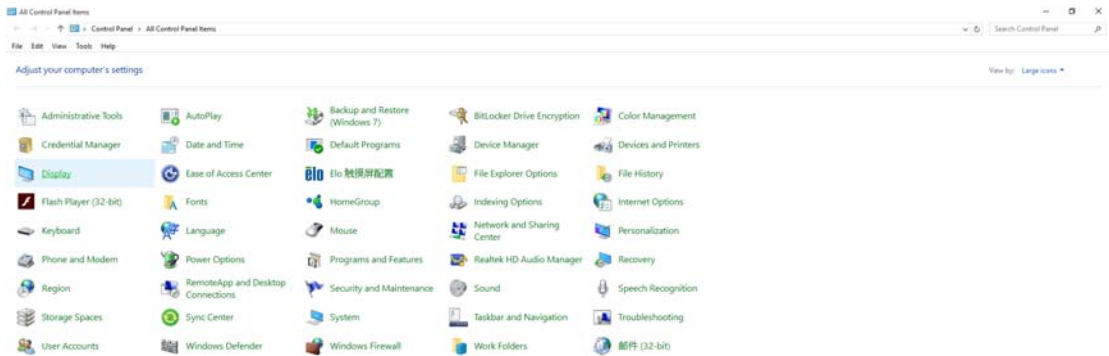 All Control Panel Items
Control Panel > All Control Panel Items
Search Control Panel
File Edit View Tools Help
Adjust your computer's settings
View by: Large icons
Administrative Tools
AutoPlay
Backup and Restore
(Windows 7)
BitLocker Drive Encryption
Color Management
Credential Manager
Date and Time
Default Programs
Device Manager
Devices and Printers
Display
Ease of Access Center
elo
Elo 触摸屏配置
File Explorer Options
File History
Flash Player (32-bit)
Fonts
HomeGroup
Indexing Options
Internet Options
Keyboard
Language
Mouse
Network and Sharing
Center
Personalization
Phone and Modem
Power Options
Programs and Features
Realtek HD Audio Manager
Recovery
Region
RemoteApp and Desktop
Connections
Security and Maintenance
Sound
Speech Recognition
Storage Spaces
Sync Center
System
Taskbar and Navigation
Troubleshooting
User Accounts
Windows Defender
Windows Firewall
Work Folders
邮件 (32-bit)